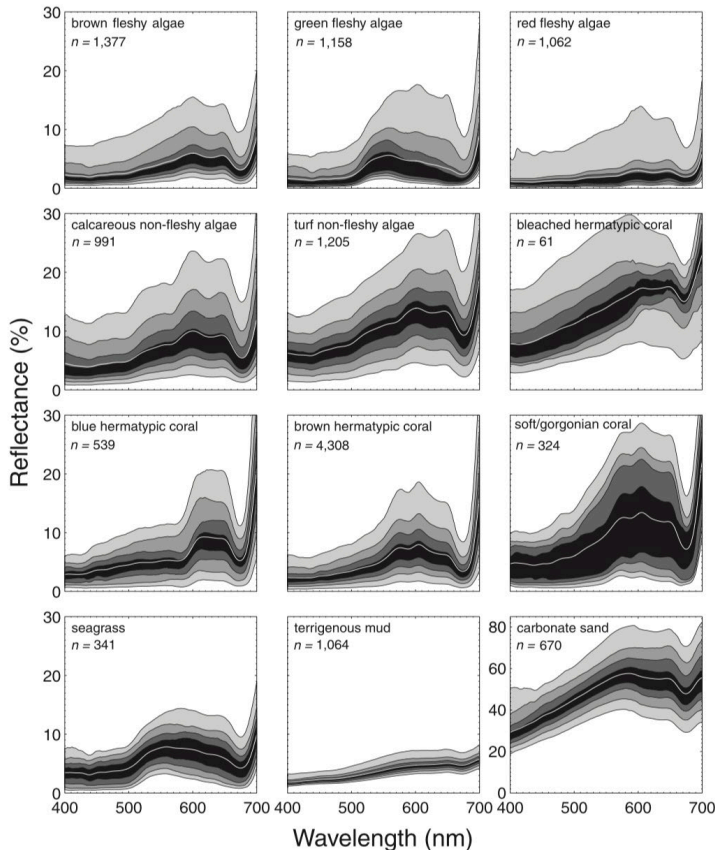 brown fleshy algae
n = 1,377
green fleshy algae
n = 1,158
red fleshy algae
n = 1,062
30
20
10
0
calcareous non-fleshy algae
n = 991
turf non-fleshy algae
n = 1,205
bleached hermatypic coral
n = 61
30
20
10
0
Reflectance (%)
blue hermatypic coral
n = 539
brown hermatypic coral
n = 4,308
soft/gorgonian coral
n = 324
30
20
10
0
seagrass
n = 341
terrigenous mud
n = 1,064
carbonate sand
n = 670
30
20
10
0
80
60
40
20
0
400 500 600 700 400 500 600 700 400 500 600 700
Wavelength (nm)